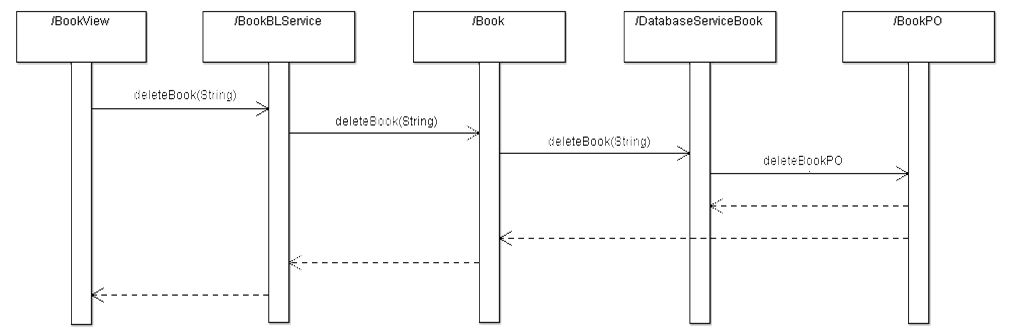 /BookView
/BookBLService
/Book
/DatabaseServiceBook
/BookPO
deleteBook(String)
deleteBook(String)
deleteBook(String)
deleteBookPO